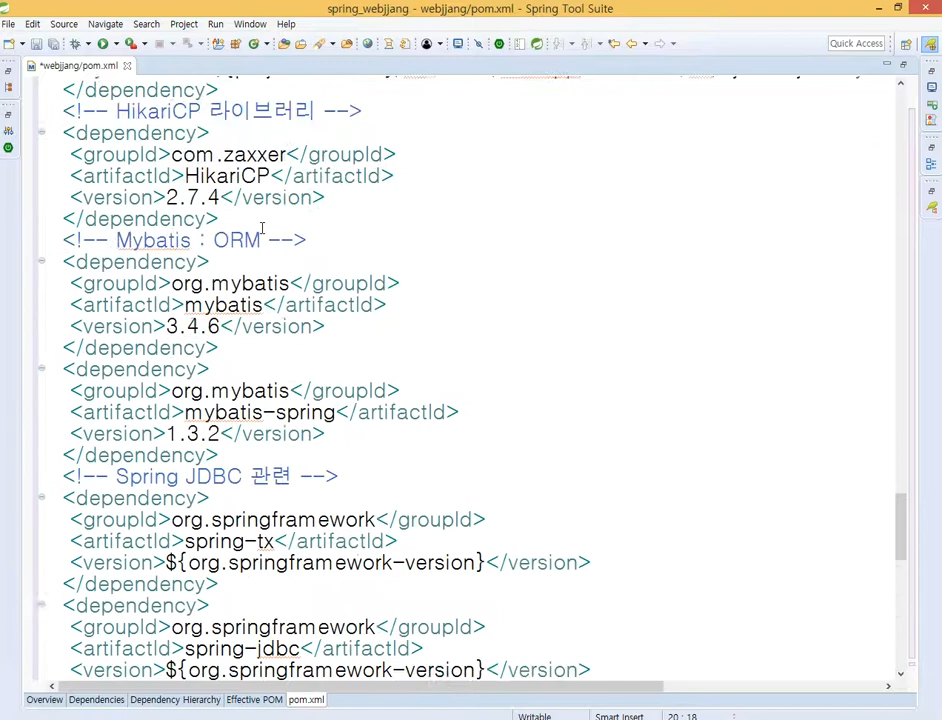 spring_webjjang - webjjang/pom.xml - Spring Tool Suite
File Edit Source Navigate Search Project Run Window Help
Quick Access
*webjjang/pom.xml
</dependency>
<!-- HikariCP 라이브러리 -->
<dependency>
<groupId>com.zaxxer</groupId>
<artifactId>HikariCP</artifactId>
<version>2.7.4</version>
</dependency>
<!-- Mybatis : ORM -->
<dependency>
<groupId>org.mybatis</groupId>
<artifactId>mybatis</artifactId>
<version>3.4.6</version>
</dependency>
<dependency>
<groupId>org.mybatis</groupId>
<artifactId>mybatis-spring</artifactId>
<version>1.3.2</version>
</dependency>
<!-- Spring JDBC 관련 -->
<dependency>
<groupId>org.springframework</groupId>
<artifactId>spring-tx</artifactId>
<version>${org.springframework-version}</version>
</dependency>
<dependency>
<groupId>org.springframework</groupId>
<artifactId>spring-jdbc</artifactId>
<version>${org.springframework-version}</version>
Overview Dependencies Dependency Hierarchy Effective POM pom.xml
Writable Smart Insert 20 : 18